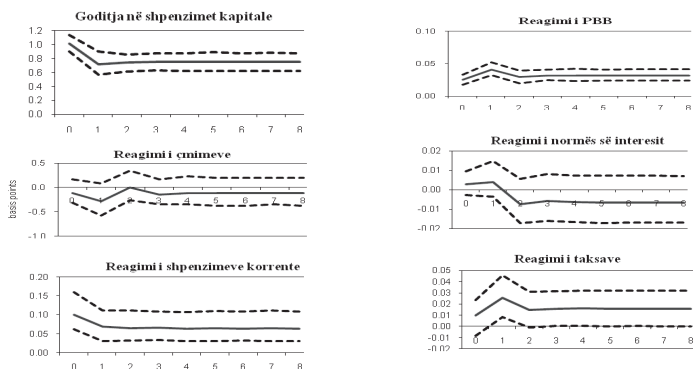 Goditja në shpenzimet kapitale
1.2
1.0
0.8
0.6
0.4
0.2
0.0
0 1 2 3 4 5 6 7 8
Reagimi i PBB
0.10
0.05
0.00
0 1 2 3 4 5 6 7 8
Reagimi i çmimeve
basis points
0.5
0.0
-0.5
-1.0
0 1 2 3 4 5 6 7 8
Reagimi i normës së interesit
0.02
0.01
0.00
-0.01
-0.02
0 1 2 3 4 5 6 7 8
Reagimi i shpenzimeve korrente
0.20
0.15
0.10
0.05
0.00
0 1 2 3 4 5 6 7 8
Reagimi i taksave
0.05
0.04
0.03
0.02
0.01
0.00
-0.01
-0.02
0 1 2 3 4 5 6 7 8